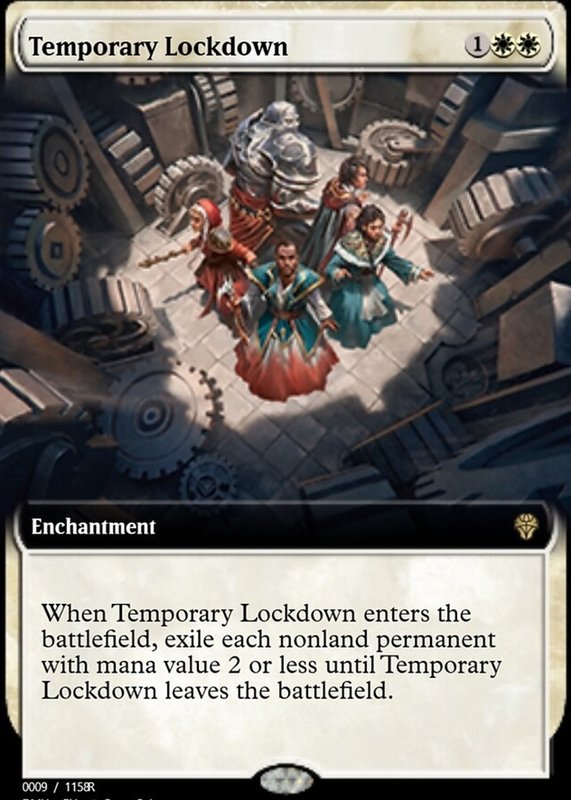 Temporary Lockdown 1
Enchantment
When Temporary Lockdown enters the
battlefield, exile each nonland permanent
with mana value 2 or less until Temporary
Lockdown leaves the battlefield.
0009 / 1158R